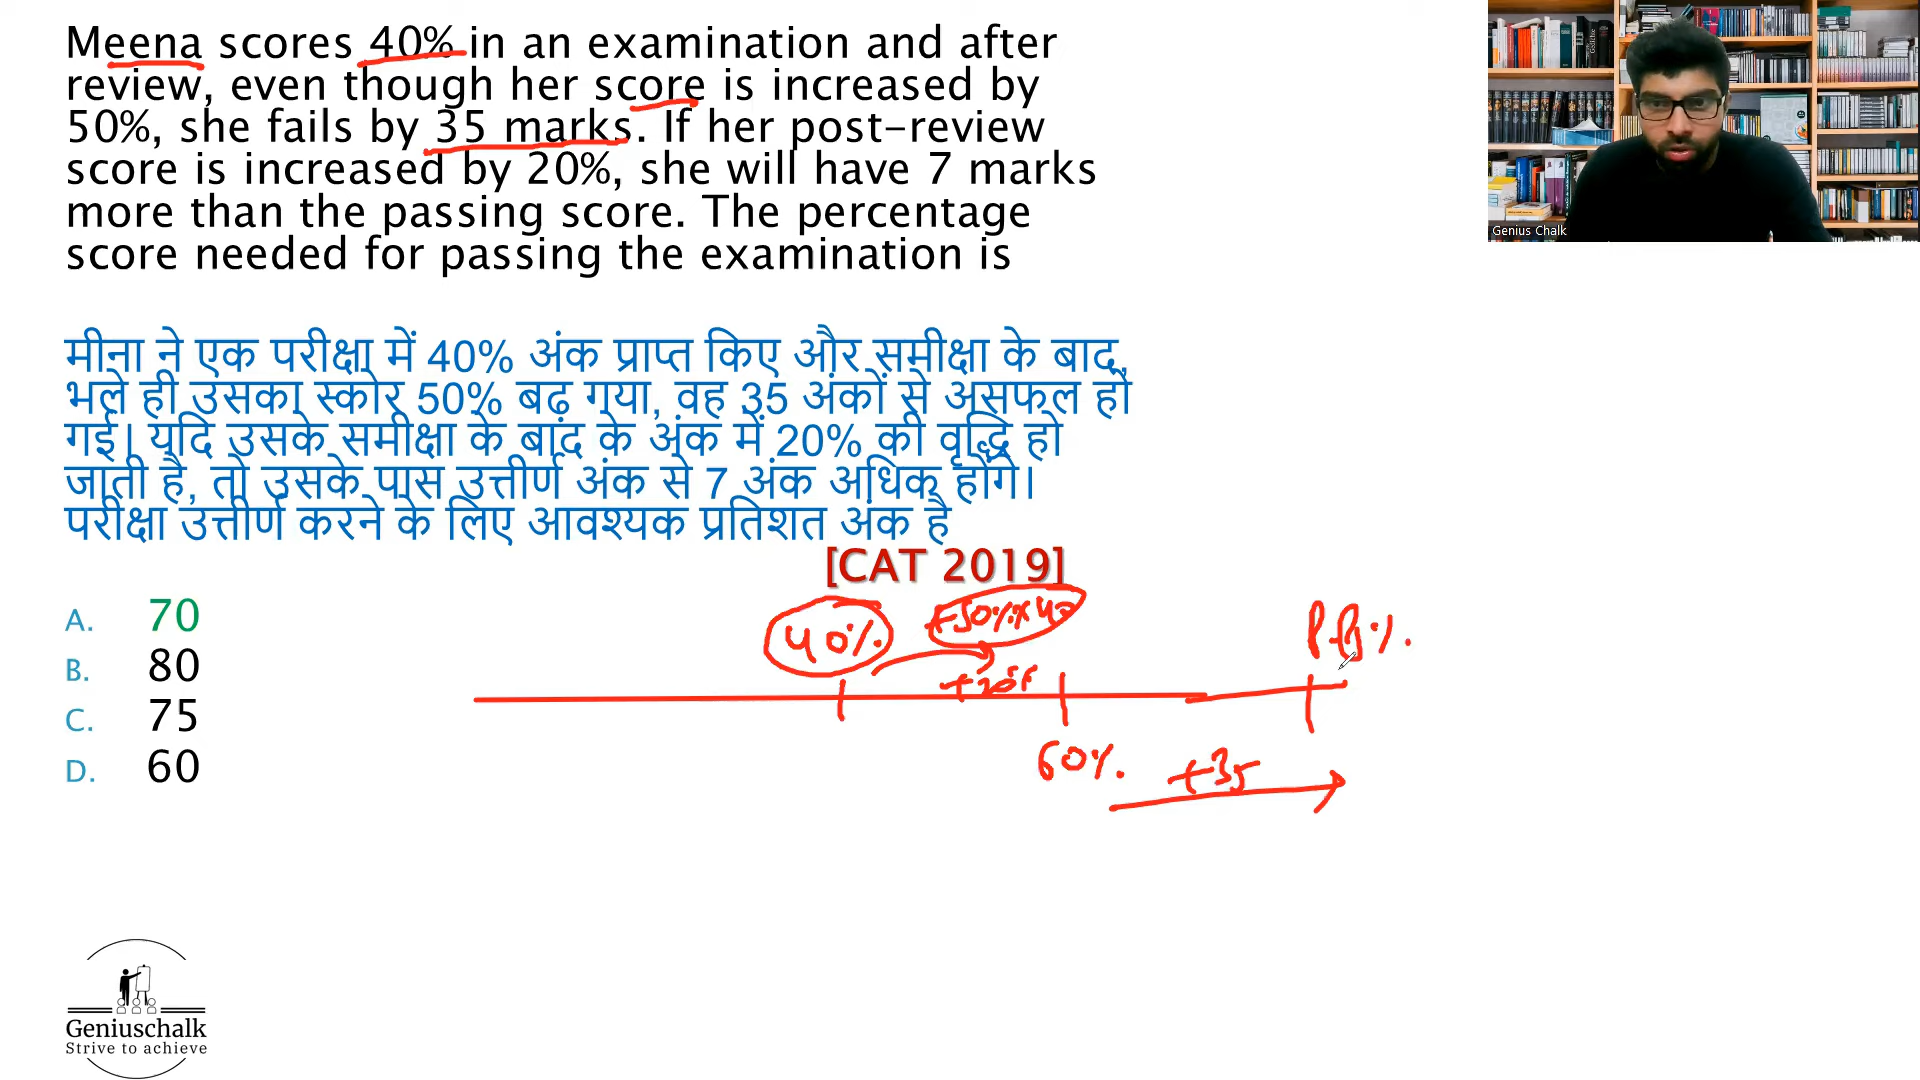 Meena scores 40% in an examination and after
review, even though her score is increased by
50%, she fails by 35 marks. If her post-review
score is increased by 20%, she will have 7 marks
more than the passing score. The percentage
score needed for passing the examination is
मीना ने एक परीक्षा में 40% अंक प्राप्त किए और समीक्षा के बाद,
भले ही उसका स्कोर 50% बढ़ गया, वह 35 अंकों से असफल हो
गई। यदि उसके समीक्षा के बाद के अंक में 20% की वृद्धि हो
जाती है, तो उसके पास उत्तीर्ण अंक से 7 अंक अधिक होंगे।
परीक्षा उत्तीर्ण करने के लिए आवश्यक प्रतिशत अंक है
[CAT 2019]
A. 70
B. 80
C. 75
D. 60
40%
+50%×40
60%
+35
Genius Chalk
Geniuschalk
Strive to achieve